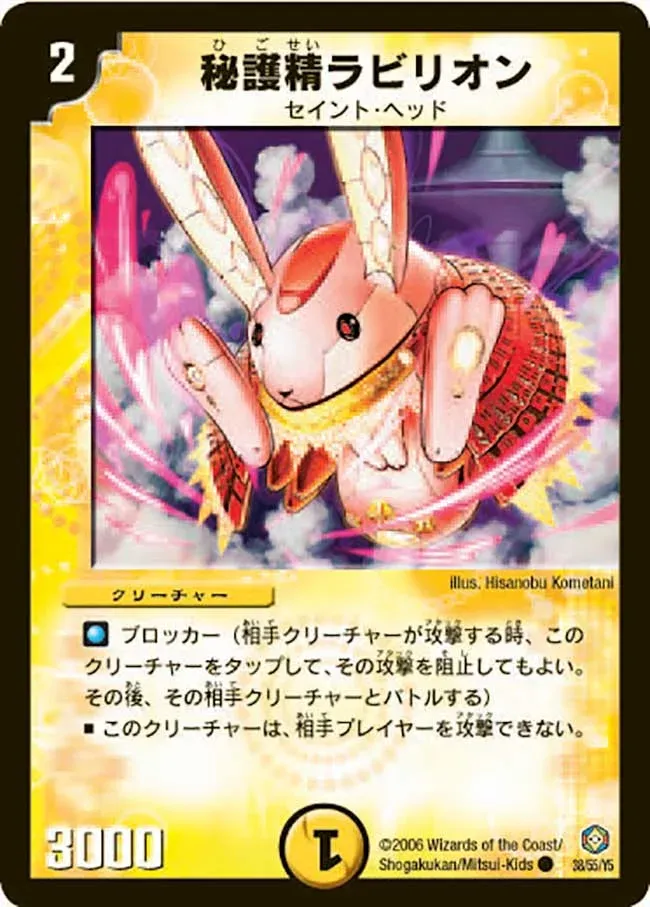 2
ひごせい
秘護精ラビリオン
セイント・ヘッド
illus. Hisanobu Kometani
クリーチャー
ブロッカー（相手クリーチャーが攻撃する時、この
クリーチャーをタップして、その攻撃を阻止してもよい。
その後、その相手クリーチャーとバトルする）
■ このクリーチャーは、相手プレイヤーを攻撃できない。
3000
1
©2006 Wizards of the Coast/
Shogakukan/Mitsui-Kids
38/55/Y5